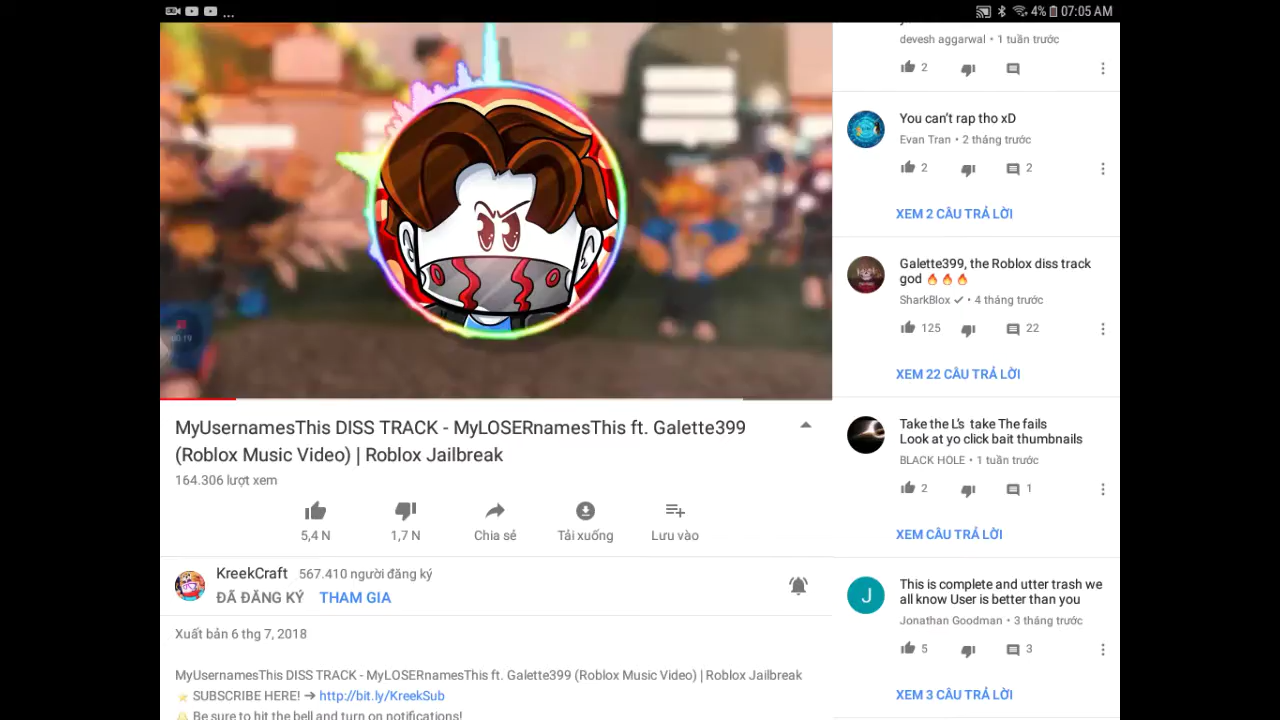 ...
4%
07:05 AM
00:19
MyUsernamesThis DISS TRACK - MyLOSERnamesThis ft. Galette399
(Roblox Music Video) | Roblox Jailbreak
164.306 lượt xem
5,4 N
1,7 N
Chia sẻ
Tải xuống
Lưu vào
KreekCraft 567.410 người đăng ký
ĐÃ ĐĂNG KÝ THAM GIA
Xuất bản 6 thg 7, 2018
MyUsernamesThis DISS TRACK - MyLOSERnamesThis ft. Galette399 (Roblox Music Video) | Roblox Jailbreak
⭐ SUBSCRIBE HERE! ➔ http://bit.ly/KreekSub
🔔 Be sure to hit the bell and turn on notifications!
devesh aggarwal • 1 tuần trước
2
You can't rap tho xD
Evan Tran • 2 tháng trước
2
2
XEM 2 CÂU TRẢ LỜI
Galette399, the Roblox diss track
god 🔥🔥🔥
SharkBlox ✓ • 4 tháng trước
125
22
XEM 22 CÂU TRẢ LỜI
Take the L's  take The fails
Look at yo click bait thumbnails
BLACK HOLE • 1 tuần trước
2
1
XEM CÂU TRẢ LỜI
J
This is complete and utter trash we
all know User is better than you
Jonathan Goodman • 3 tháng trước
5
3
XEM 3 CÂU TRẢ LỜI